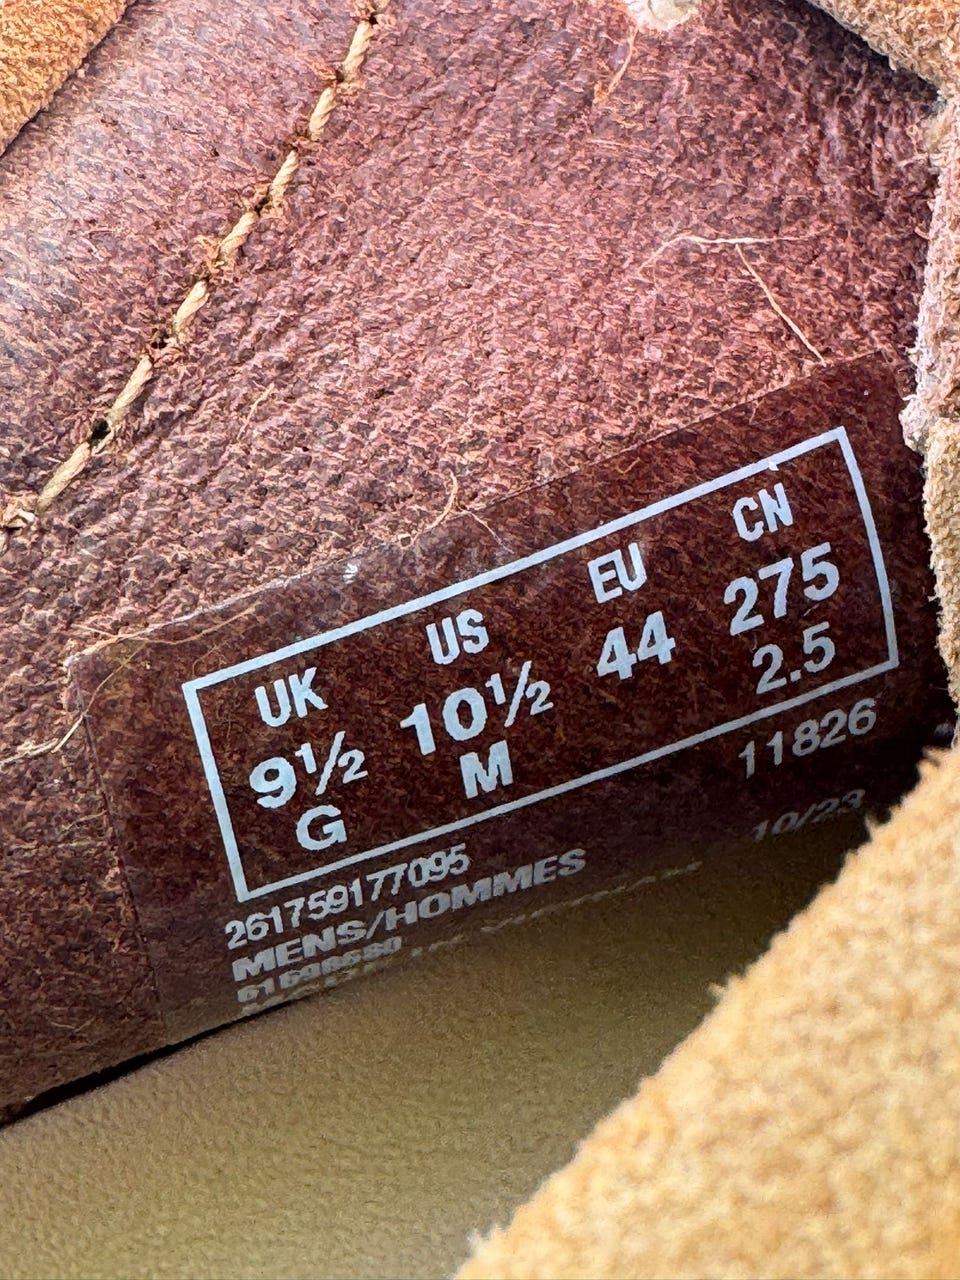 UK US EU CN
9½ 10½ 44 275
G M 2.5
261759177095 11826
MENS/HOMMES 10/23